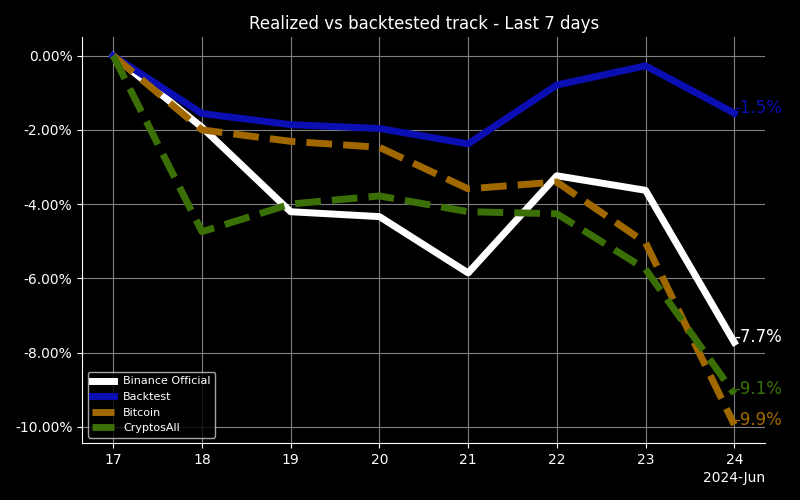 Realized vs backtested track - Last 7 days
0.00%
-2.00%
-4.00%
-6.00%
-8.00%
-10.00%
-1.5%
-7.7%
-9.1%
-9.9%
Binance Official
Backtest
Bitcoin
CryptosAll
17 18 19 20 21 22 23 24
2024-Jun